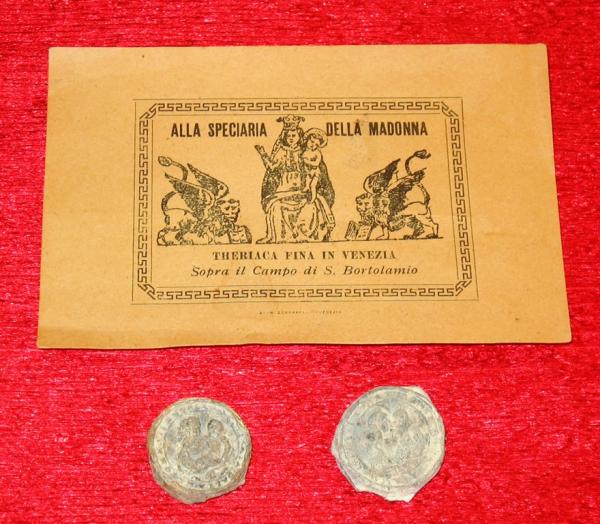 ALLA SPECIARIA DELLA MADONNA
THERIACA FINA IN VENEZIA
Sopra il Campo di S. Bortolamio